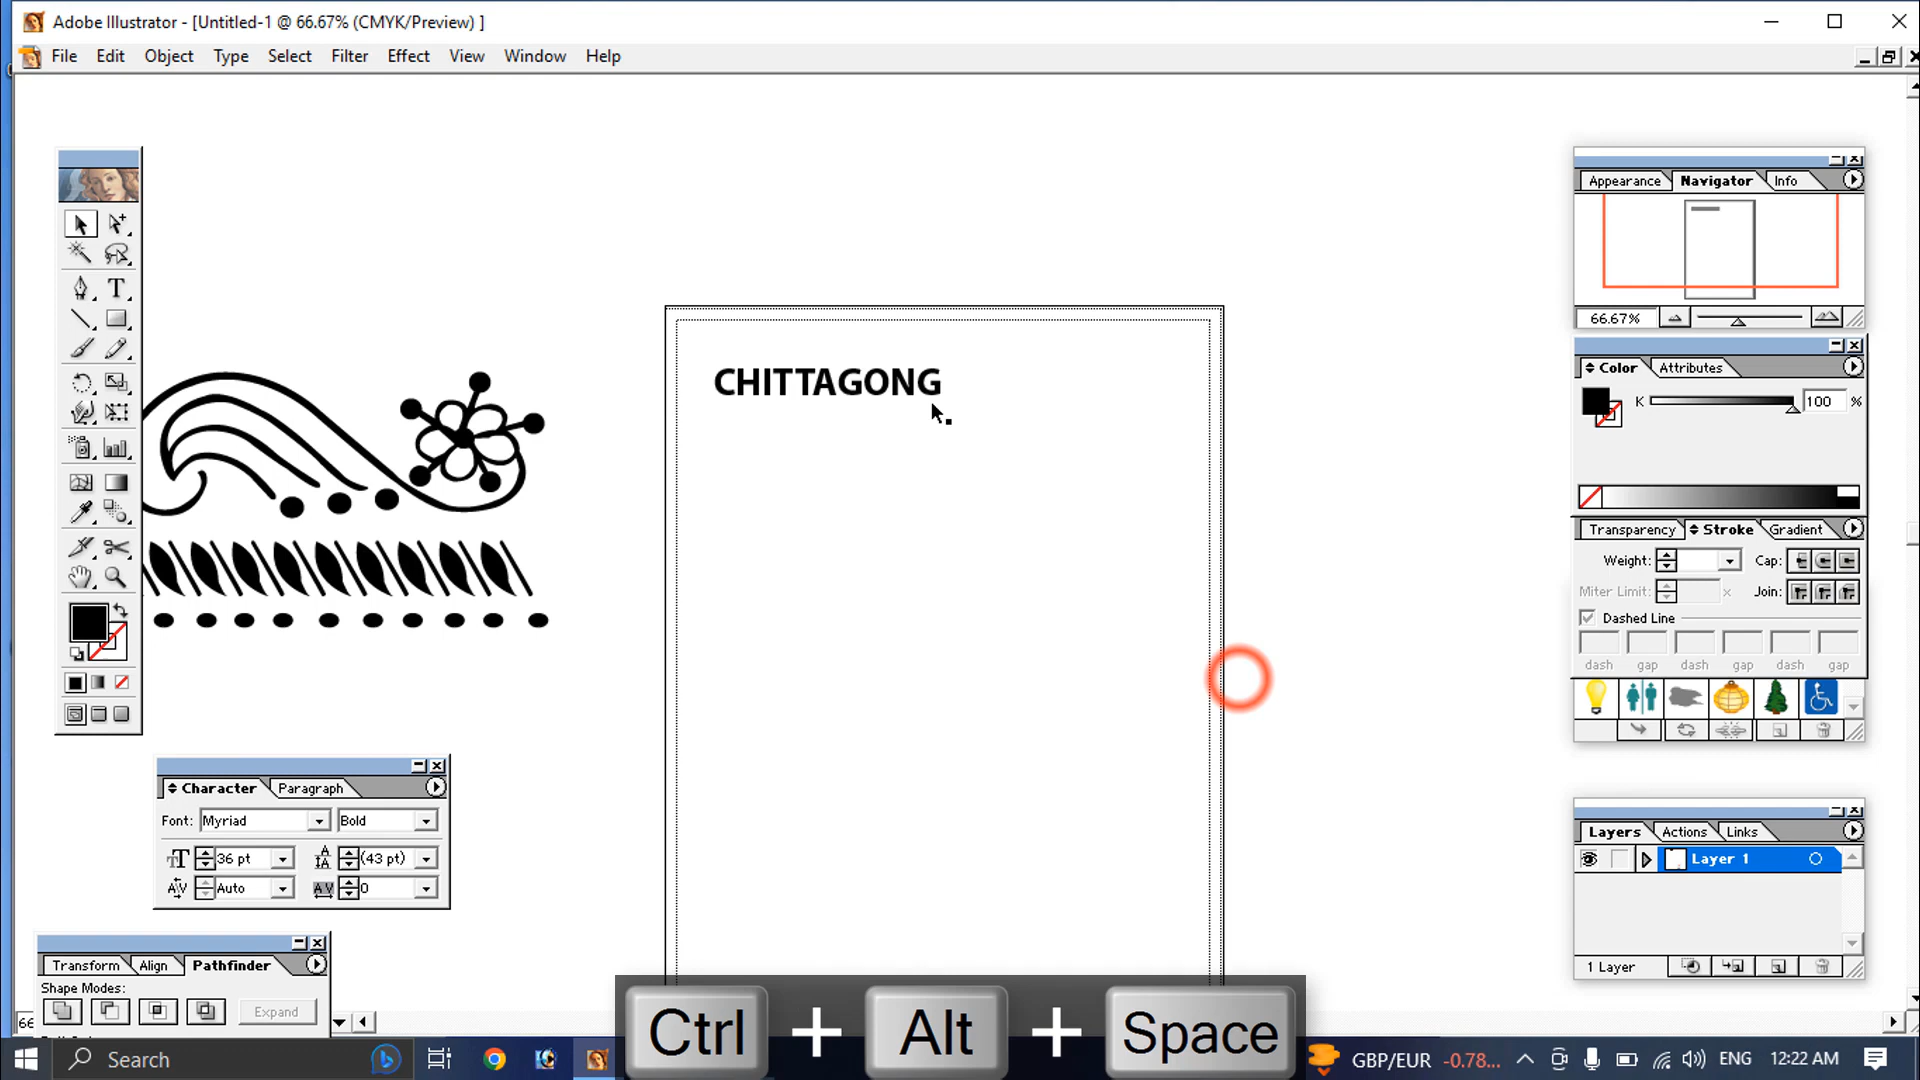 Adobe Illustrator - [Untitled-1 @ 66.67% (CMYK/Preview) ]
File Edit Object Type Select Filter Effect View Window Help
Appearance Navigator Info
66.67%
Color Attributes
K 100 %
Transparency Stroke Gradient
Weight: Cap:
Miter Limit: x Join:
Dashed Line
dash gap dash gap dash gap
Layers Actions Links
Layer 1
1 Layer
CHITTAGONG
T
Character Paragraph
Font: Myriad Bold
36 pt (43 pt)
Auto 0
Transform Align Pathfinder
Shape Modes:
Expand
66
Ctrl + Alt + Space
Search
GBP/EUR -0.78...
ENG 12:22 AM